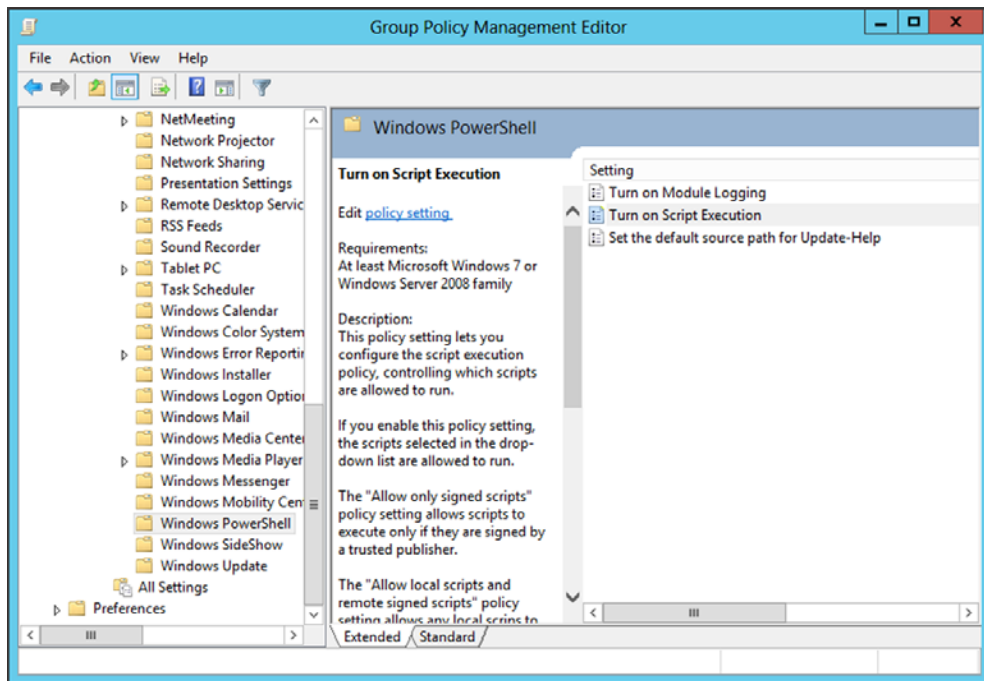 Group Policy Management Editor
File Action View Help
NetMeeting
Network Projector
Network Sharing
Presentation Settings
Remote Desktop Servic
RSS Feeds
Sound Recorder
Tablet PC
Task Scheduler
Windows Calendar
Windows Color System
Windows Error Reportin
Windows Installer
Windows Logon Option
Windows Mail
Windows Media Center
Windows Media Player
Windows Messenger
Windows Mobility Cen
Windows PowerShell
Windows SideShow
Windows Update
All Settings
Preferences
Windows PowerShell
Turn on Script Execution
Edit policy setting
Requirements:
At least Microsoft Windows 7 or
Windows Server 2008 family
Description:
This policy setting lets you
configure the script execution
policy, controlling which scripts
are allowed to run.
If you enable this policy setting,
the scripts selected in the drop-
down list are allowed to run.
The "Allow only signed scripts"
policy setting allows scripts to
execute only if they are signed by
a trusted publisher.
The "Allow local scripts and
remote signed scripts" policy
setting allows any local scrips to
Setting
Turn on Module Logging
Turn on Script Execution
Set the default source path for Update-Help
Extended Standard